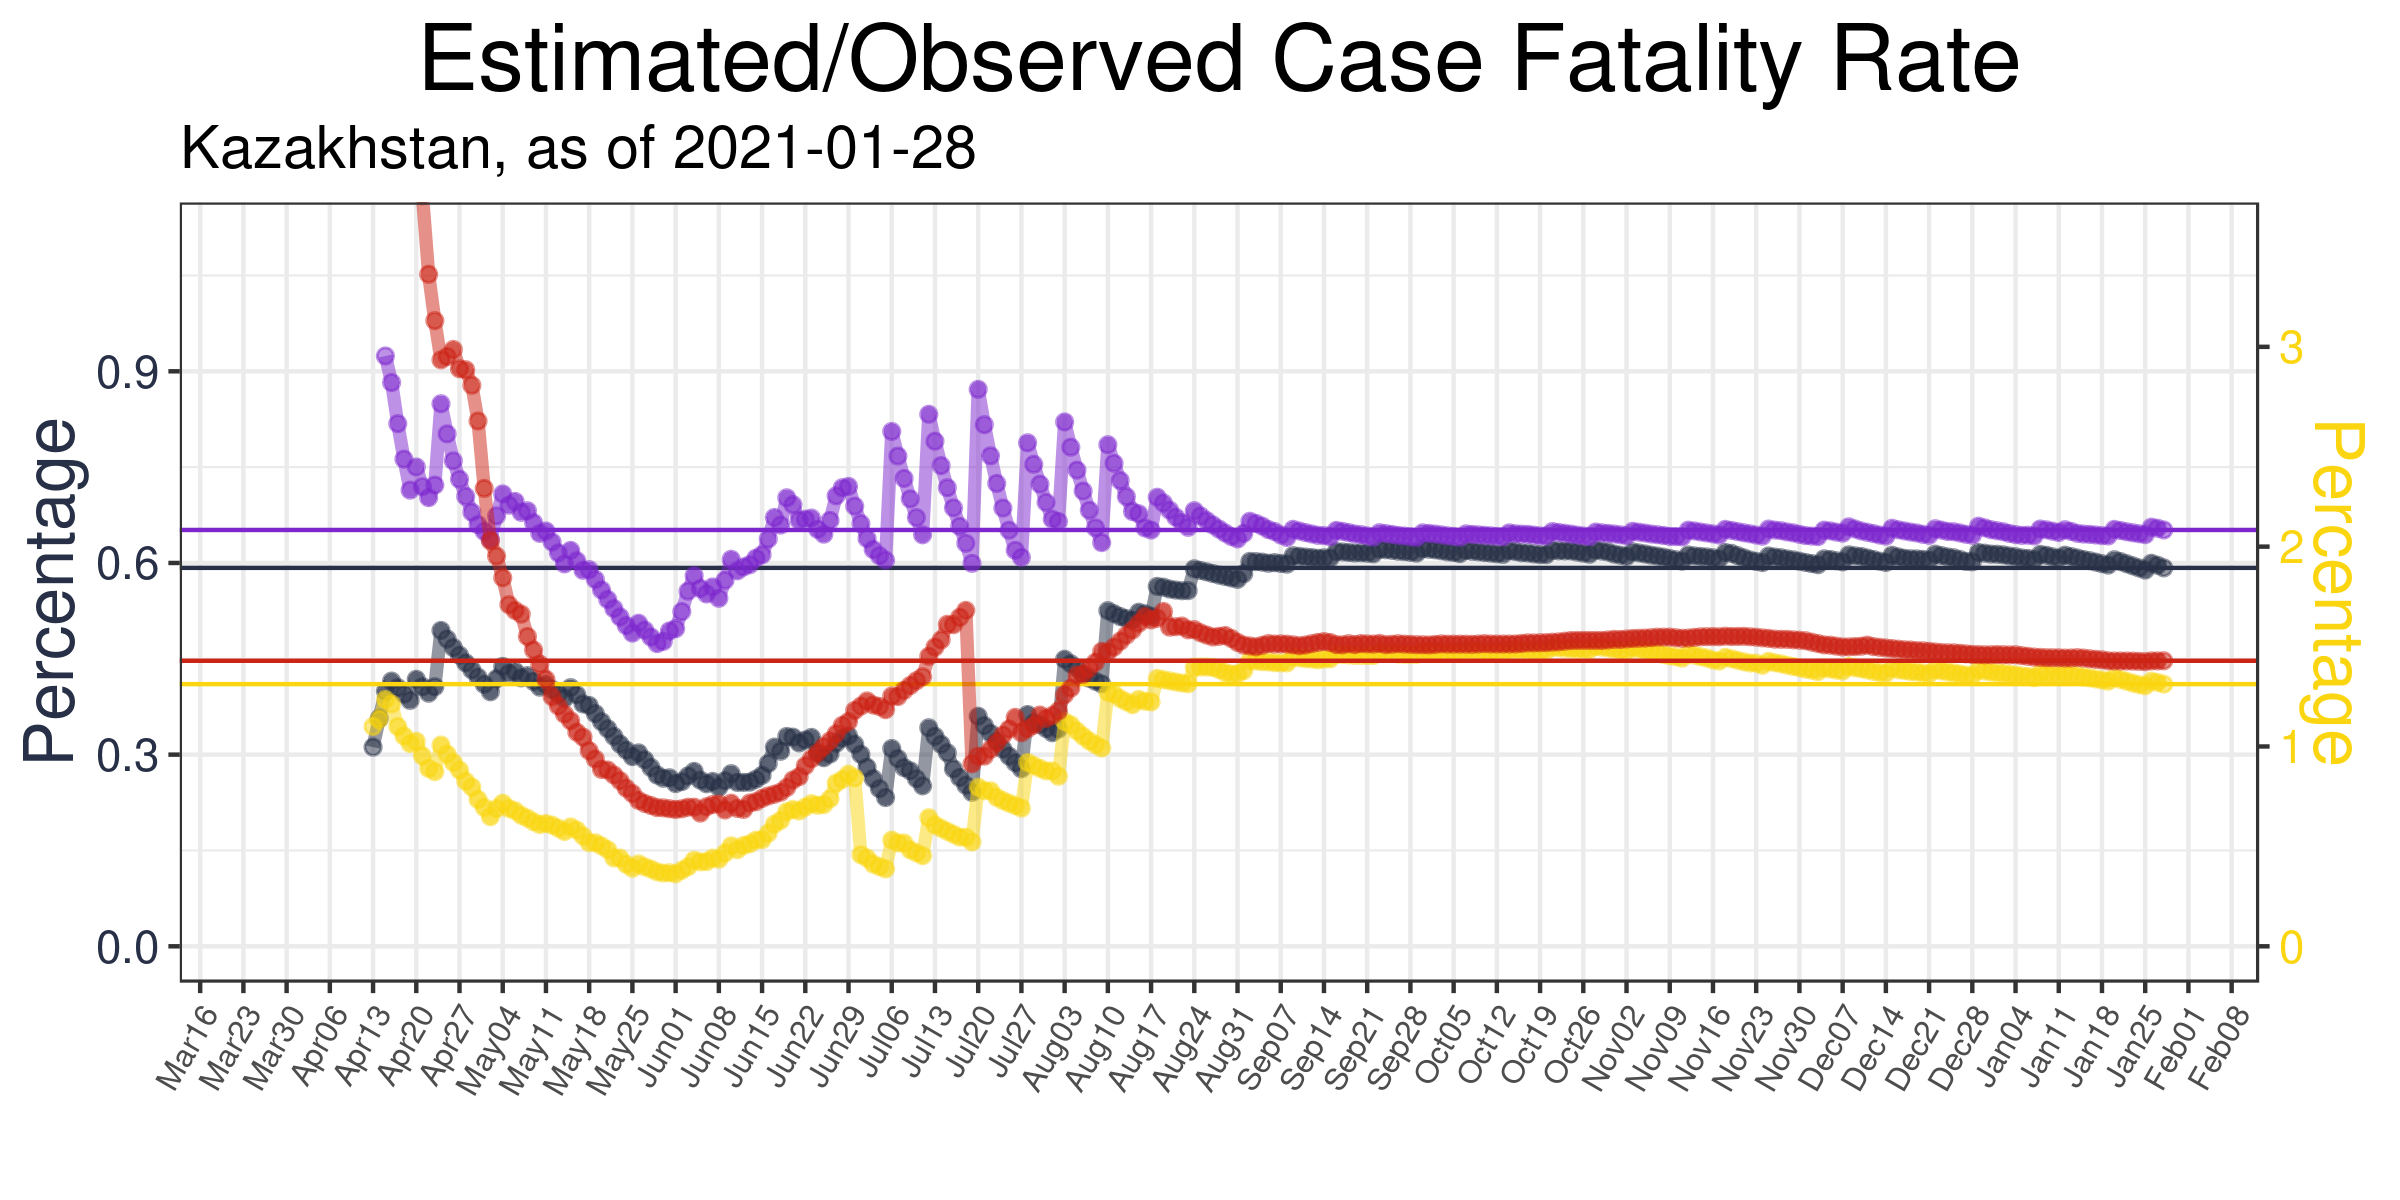 Estimated/Observed Case Fatality Rate
Kazakhstan, as of 2021-01-28
Percentage
0.9
0.6
0.3
0.0
3
2
1
0
Percentage
Mar16 Mar23 Mar30 Apr06 Apr13 Apr20 Apr27 May04 May11 May18 May25 Jun01 Jun08 Jun15 Jun22 Jun29 Jul06 Jul13 Jul20 Jul27 Aug03 Aug10 Aug17 Aug24 Aug31 Sep07 Sep14 Sep21 Sep28 Oct05 Oct12 Oct19 Oct26 Nov02 Nov09 Nov16 Nov23 Nov30 Dec07 Dec14 Dec21 Dec28 Jan04 Jan11 Jan18 Jan25 Feb01 Feb08